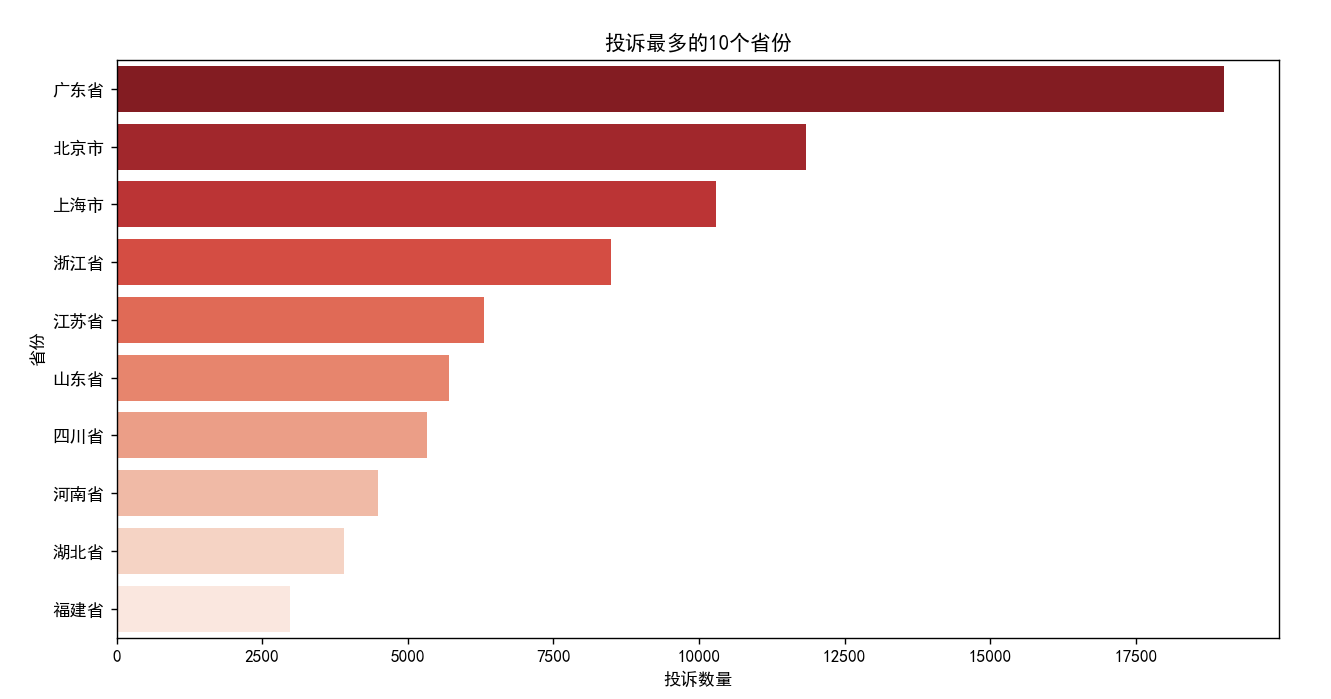 投诉最多的10个省份
省份
广东省
北京市
上海市
浙江省
江苏省
山东省
四川省
河南省
湖北省
福建省
0 2500 5000 7500 10000 12500 15000 17500
投诉数量